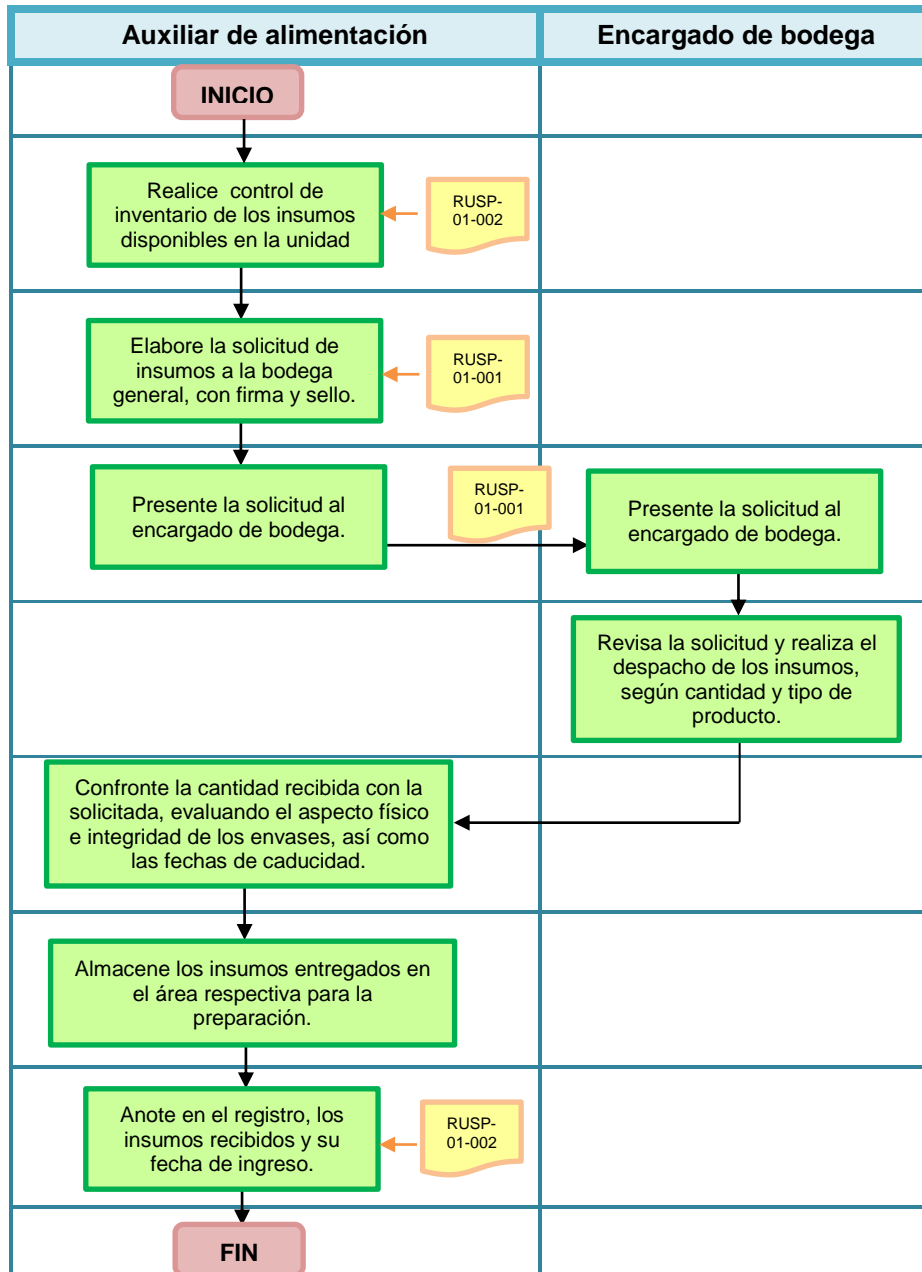 Auxiliar de alimentación
Encargado de bodega
INICIO
Realice control de
inventario de los insumos
disponibles en la unidad
RUSP-
01-002
Elabore la solicitud de
insumos a la bodega
general, con firma y sello.
RUSP-
01-001
Presente la solicitud al
encargado de bodega.
RUSP-
01-001
Presente la solicitud al
encargado de bodega.
Revisa la solicitud y realiza el
despacho de los insumos,
según cantidad y tipo de
producto.
Confronte la cantidad recibida con la
solicitada, evaluando el aspecto físico
e integridad de los envases, así como
las fechas de caducidad.
Almacene los insumos entregados en
el área respectiva para la
preparación.
Anote en el registro, los
insumos recibidos y su
fecha de ingreso.
RUSP-
01-002
FIN